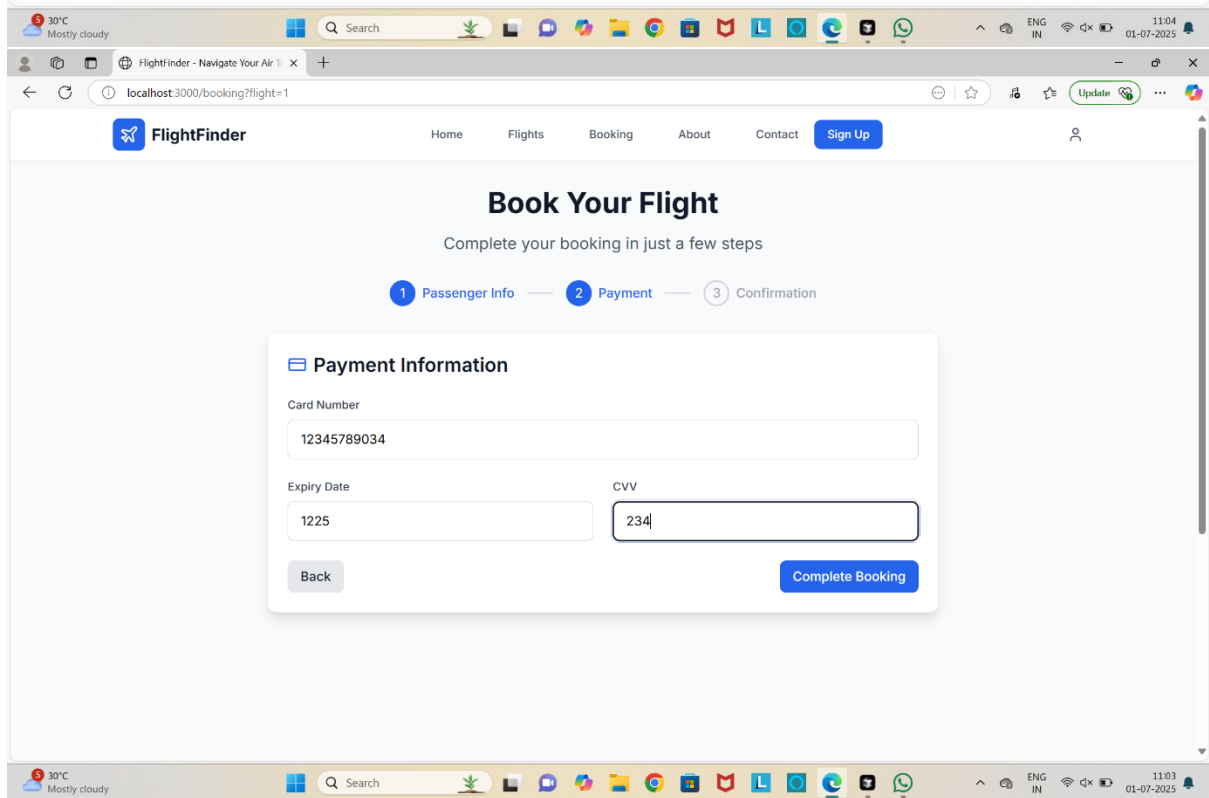 5
30°C
Mostly cloudy
Search
ENG
IN
11:04
01-07-2025
FlightFinder - Navigate Your Air T
localhost:3000/booking?flight=1
Update
FlightFinder
Home Flights Booking About Contact Sign Up
Book Your Flight
Complete your booking in just a few steps
1 Passenger Info 2 Payment 3 Confirmation
Payment Information
Card Number
12345789034
Expiry Date CVV
1225 234
Back Complete Booking
5
30°C
Mostly cloudy
Search
L
ENG
IN
11:03
01-07-2025